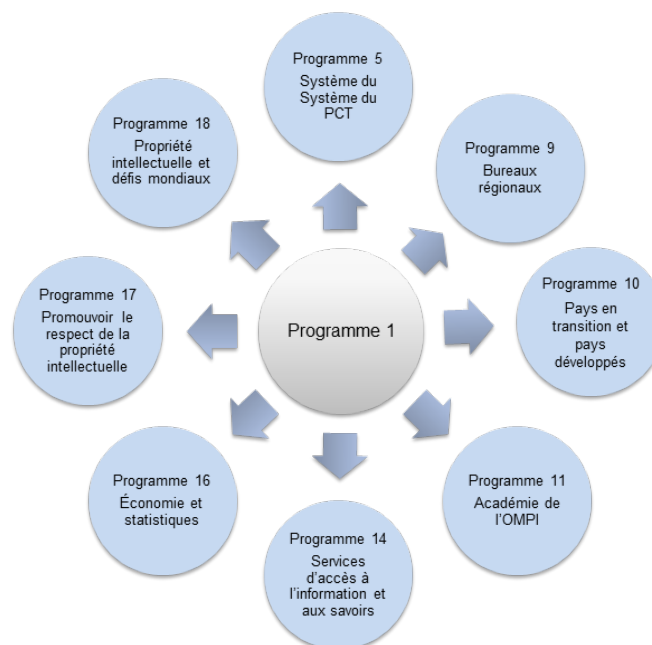 Programme 5
Système du
Système du
PCT
Programme 9
Bureaux
régionaux
Programme 10
Pays en
transition et
pays
développés
Programme 11
Académie de
l'OMPI
Programme 14
Services
d'accès à
l'information et
aux savoirs
Programme 16
Économie et
statistiques
Programme 17
Promouvoir le
respect de la
propriété
intellectuelle
Programme 18
Propriété
intellectuelle et
défis mondiaux
Programme 1